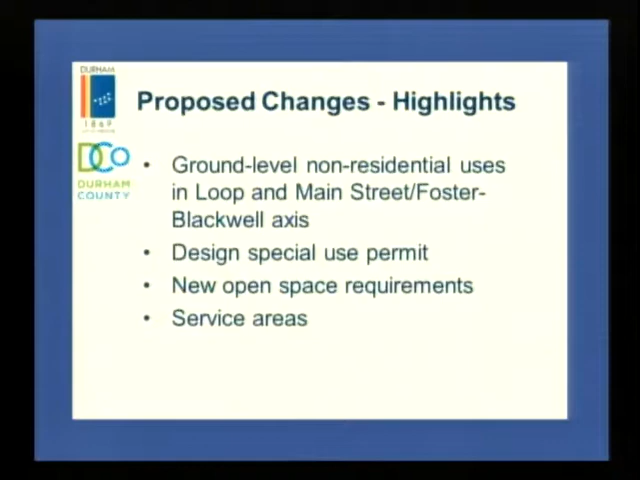 DURHAM
1869
DCo
DURHAM
COUNTY
Proposed Changes - Highlights
• Ground-level non-residential uses
in Loop and Main Street/Foster-
Blackwell axis
• Design special use permit
• New open space requirements
• Service areas